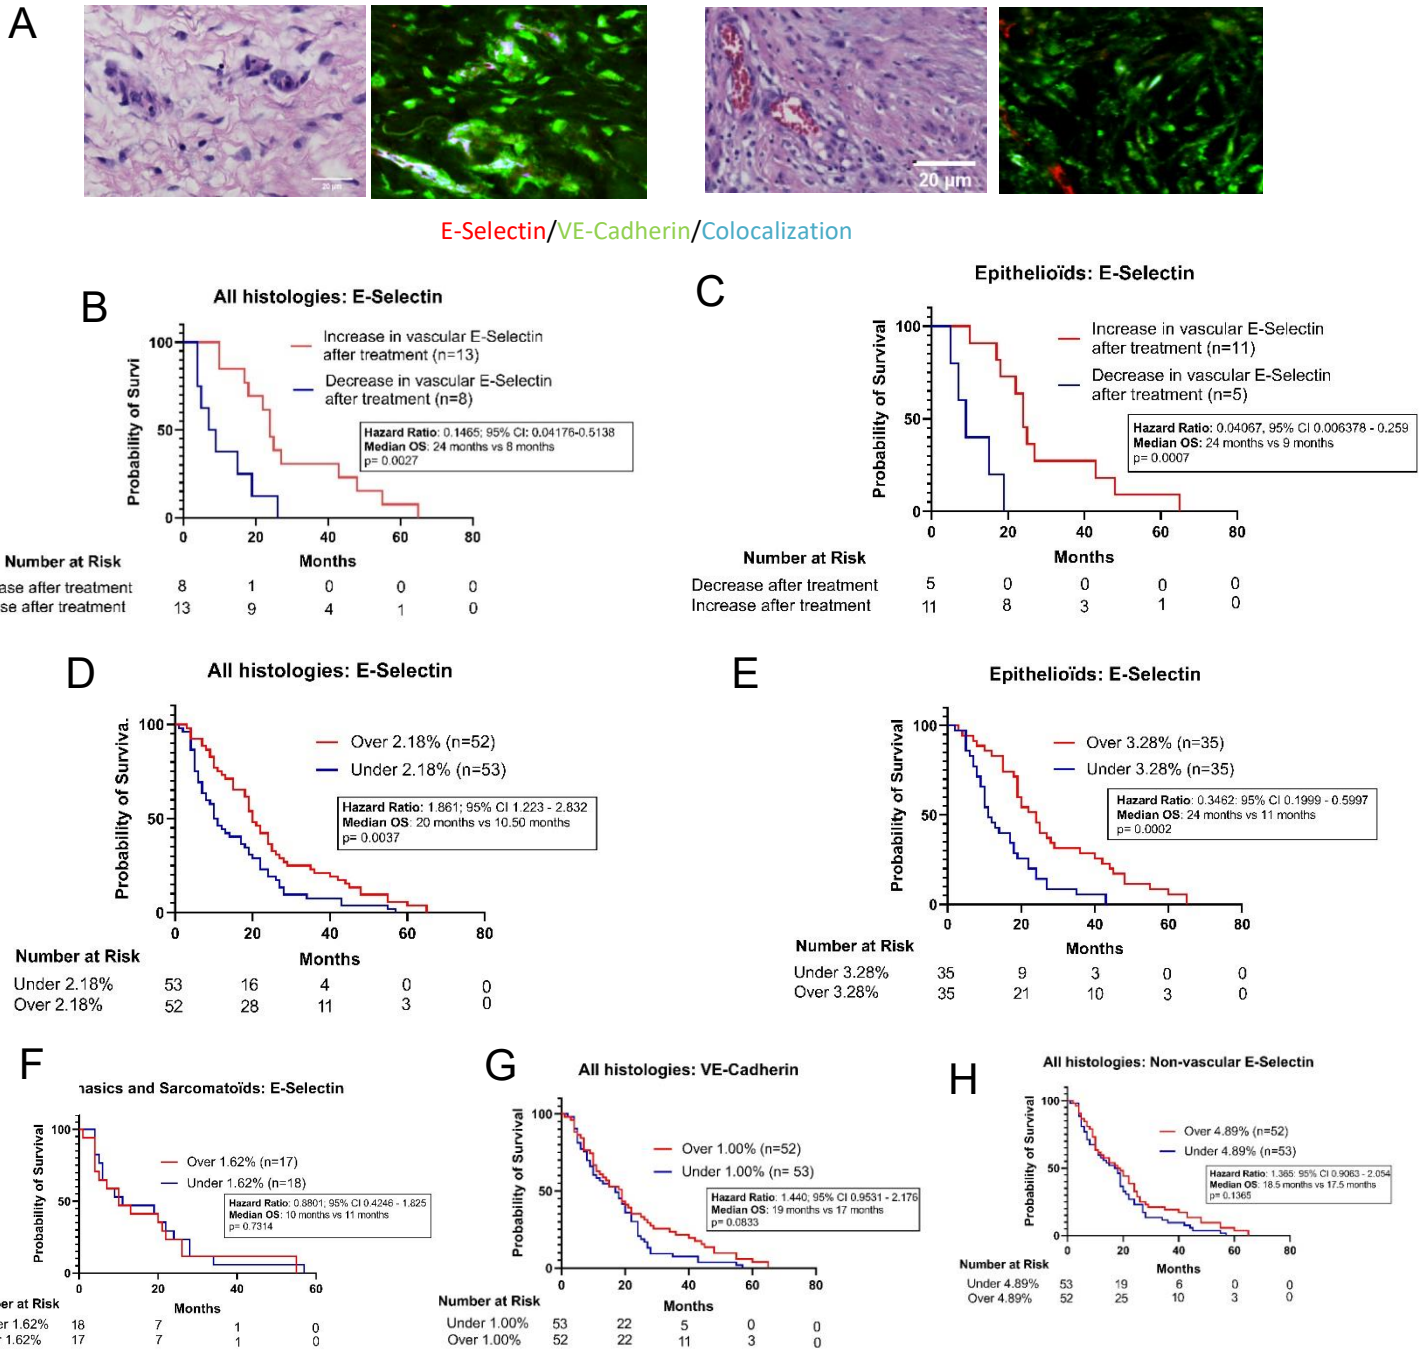 A
20 µm
20 µm
E-Selectin/VE-Cadherin/Colocalization
B
All histologies: E-Selectin
Probability of Survi
100
50
0
0 20 40 60 80
Months
Increase in vascular E-Selectin
after treatment (n=13)
Decrease in vascular E-Selectin
after treatment (n=8)
Hazard Ratio: 0.1465; 95% CI: 0.04176-0.5138
Median OS: 24 months vs 8 months
p= 0.0027
Number at Risk
ase after treatment 8 1 0 0 0
se after treatment 13 9 4 1 0
C
Epithelioïds: E-Selectin
Probability of Survival
100
50
0
0 20 40 60 80
Months
Increase in vascular E-Selectin
after treatment (n=11)
Decrease in vascular E-Selectin
after treatment (n=5)
Hazard Ratio: 0.04067, 95% CI 0.006378 - 0.259
Median OS: 24 months vs 9 months
p= 0.0007
Number at Risk
Decrease after treatment 5 0 0 0 0
Increase after treatment 11 8 3 1 0
D
All histologies: E-Selectin
Probability of Surviva.
100
50
0
0 20 40 60 80
Months
Over 2.18% (n=52)
Under 2.18% (n=53)
Hazard Ratio: 1.861; 95% CI 1.223 - 2.832
Median OS: 20 months vs 10.50 months
p= 0.0037
Number at Risk
Under 2.18% 53 16 4 0 0
Over 2.18% 52 28 11 3 0
E
Epithelioïds: E-Selectin
Probability of Survival
100
50
0
0 20 40 60 80
Months
Over 3.28% (n=35)
Under 3.28% (n=35)
Hazard Ratio: 0.3462: 95% CI 0.1999 - 0.5997
Median OS: 24 months vs 11 months
p= 0.0002
Number at Risk
Under 3.28% 35 9 3 0 0
Over 3.28% 35 21 10 3 0
F
nasics and Sarcomatoïds: E-Selectin
Probability of Survival
100
50
0
0 20 40 60
Months
Over 1.62% (n=17)
Under 1.62% (n=18)
Hazard Ratio: 0.8801; 95% CI 0.4246 - 1.825
Median OS: 10 months vs 11 months
p= 0.7314
ber at Risk
r 1.62% 18 7 1 0
1.62% 17 7 1 0
G
All histologies: VE-Cadherin
Probability of Survival
100
50
0
0 20 40 60 80
Months
Over 1.00% (n=52)
Under 1.00% (n= 53)
Hazard Ratio: 1.440; 95% CI 0.9531 - 2.176
Median OS: 19 months vs 17 months
p= 0.0833
Number at Risk
Under 1.00% 53 22 5 0 0
Over 1.00% 52 22 11 3 0
H
All histologies: Non-vascular E-Selectin
Probability of Survival
100
50
0
0 20 40 60 80
Months
Over 4.89% (n=52)
Under 4.89% (n=53)
Hazard Ratio: 1.365: 95% CI 0.9063 - 2.054
Median OS: 18.5 months vs 17.5 months
p= 0.1365
Number at Risk
Under 4.89% 53 19 6 0 0
Over 4.89% 52 25 10 3 0